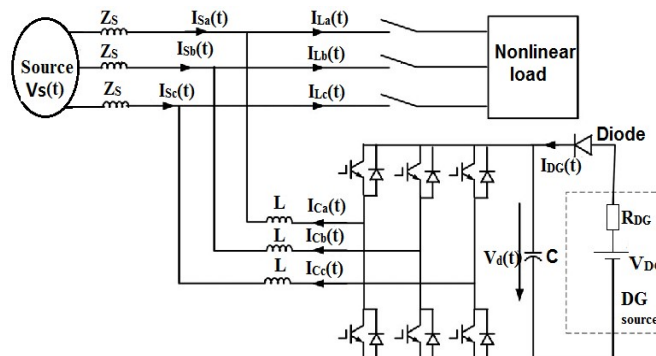 Zs
ISa(t)
ILa(t)
Zs
ISb(t)
ILb(t)
Source
Vs(t)
Zs
ISc(t)
ILc(t)
Nonlinear
load
Diode
IDG(t)
L
ICa(t)
L
ICb(t)
L
ICc(t)
Vd(t)
C
RDG
VDG
DG
source